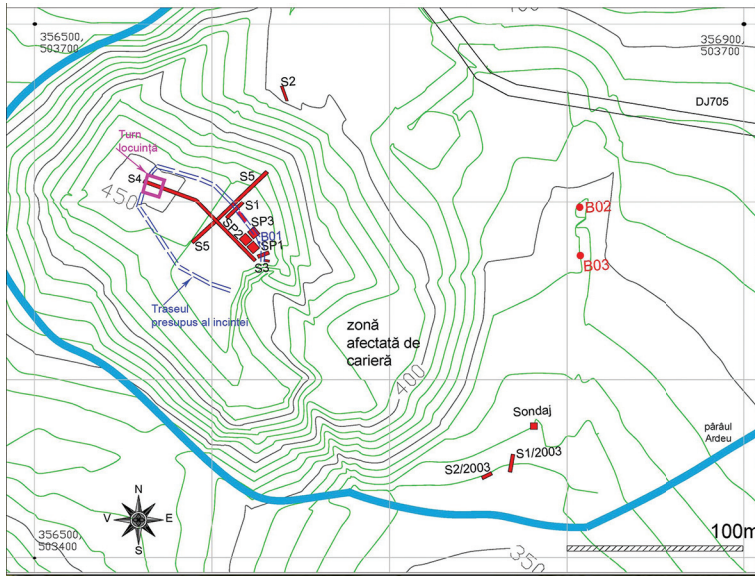 400
356500,
503700
356900,
503700
S2
DJ705
Turn
locuință
S4
S5
450
S1
SP3
B02
SP2
B01
S5
SP1
S3
B03
Traseul
presupus al incintei
zonă
afectată de
carieră
400
Sondaj
pârâul
Ardeu
S1/2003
S2/2003
N
V E
S
356500,
503400
350
100m